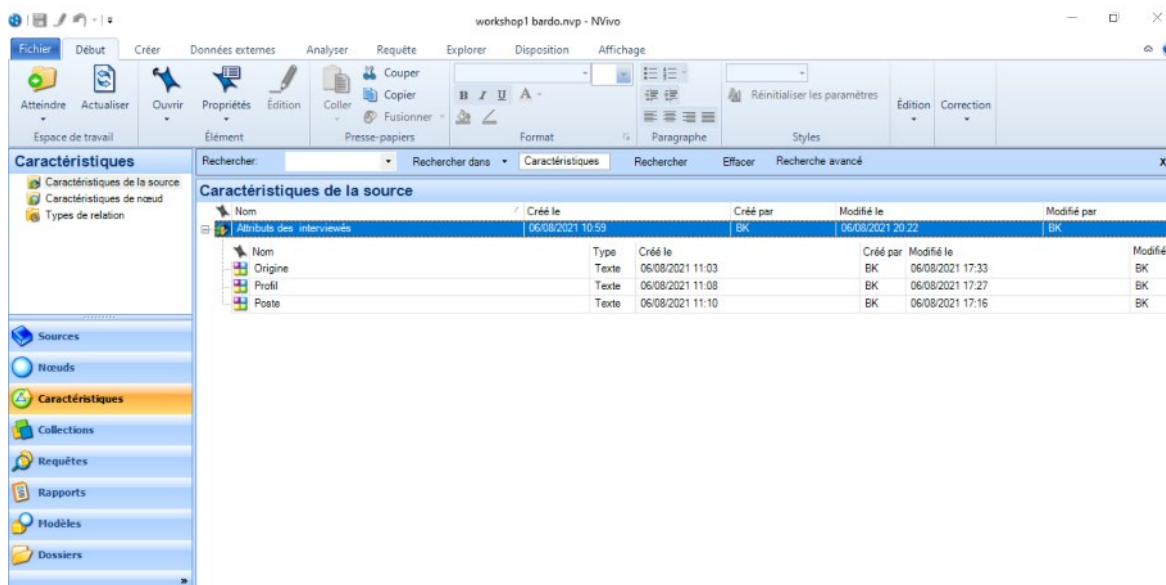 workshop1 bardo.nvp - NVivo
Fichier Début Créer Données externes Analyser Requête Explorer Disposition Affichage
Atteindre Actualiser Ouvrir Propriétés Édition Coller Couper
Copier
Fusionner
B I U A
Réinitialiser les paramètres
Édition Correction
Espace de travail Élément Presse-papiers Format Paragraphe Styles
Caractéristiques
Caractéristiques de la source
Caractéristiques de nœud
Types de relation
Sources
Nœuds
Caractéristiques
Collections
Requêtes
Rapports
Modèles
Dossiers
»
Rechercher: Rechercher dans Caractéristiques Rechercher Effacer Recherche avancé x
Caractéristiques de la source
Nom Créé le Créé par Modifié le Modifié par
Attributs des interviewés 06/08/2021 10:59 BK 06/08/2021 20:22 BK
Nom Type Créé le Créé par Modifié le Modifié
Origine Texte 06/08/2021 11:03 BK 06/08/2021 17:33 BK
Profil Texte 06/08/2021 11:08 BK 06/08/2021 17:27 BK
Poste Texte 06/08/2021 11:10 BK 06/08/2021 17:16 BK